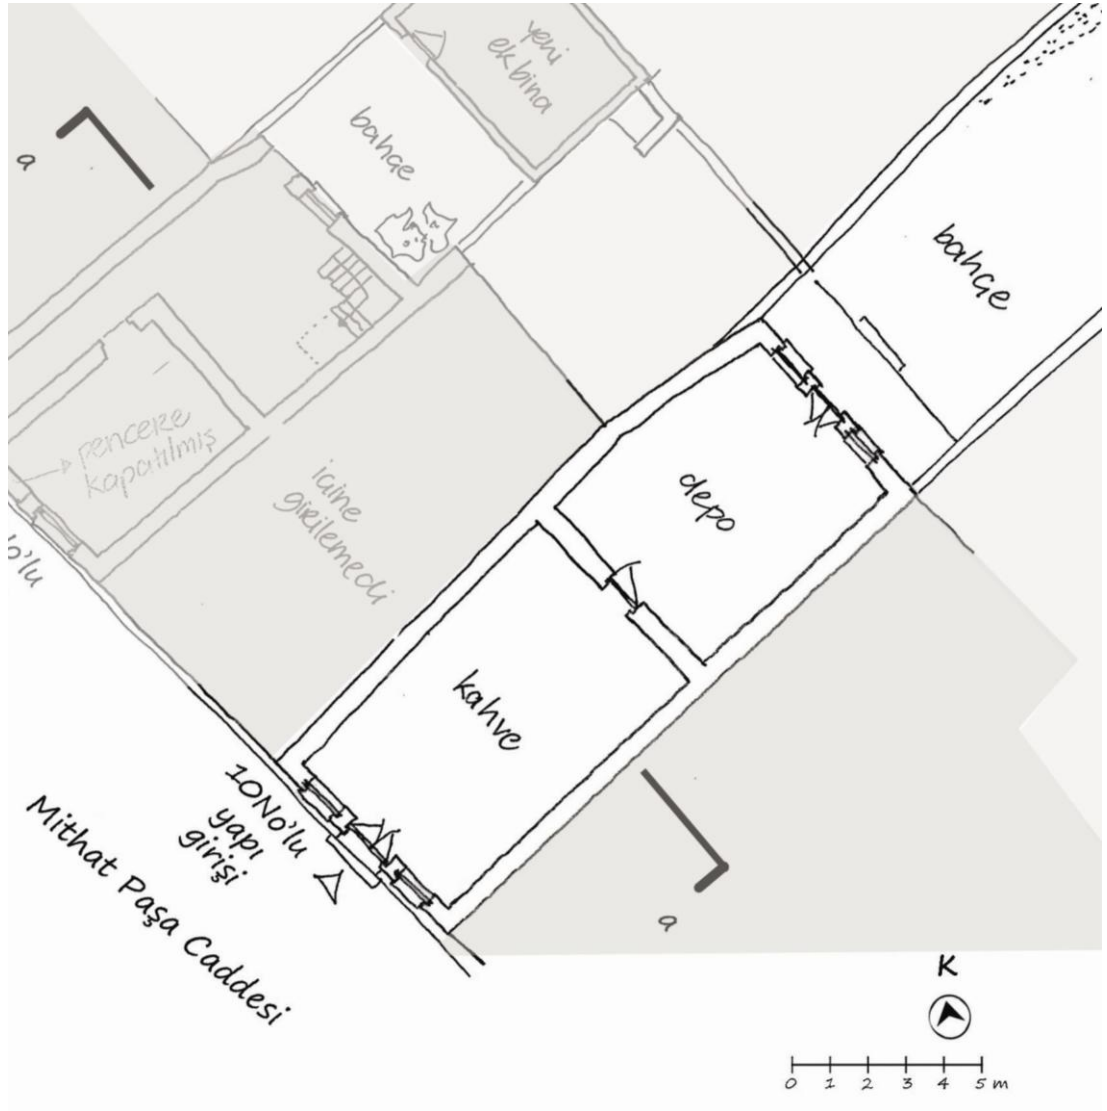 yeni
ek bina
bahçe
a
bahçe
pencere
kapatılmış
içine
girilemedi
depo
o'lu
kahve
10No'lu
yapı
girişi
Mithat Paşa Caddesi
a
K
0 1 2 3 4 5 m